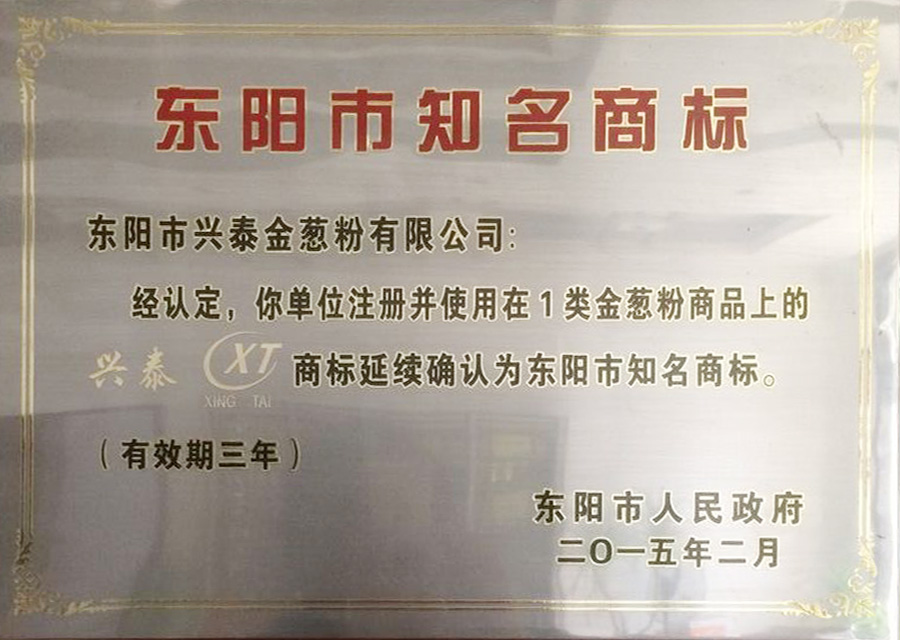 东阳市知名商标
东阳市兴泰金葱粉有限公司:
经认定，你单位注册并使用在1类金葱粉商品上的
兴泰 XT 商标延续确认为东阳市知名商标。
XING TAI
（有效期三年）
东阳市人民政府
二O一五年二月